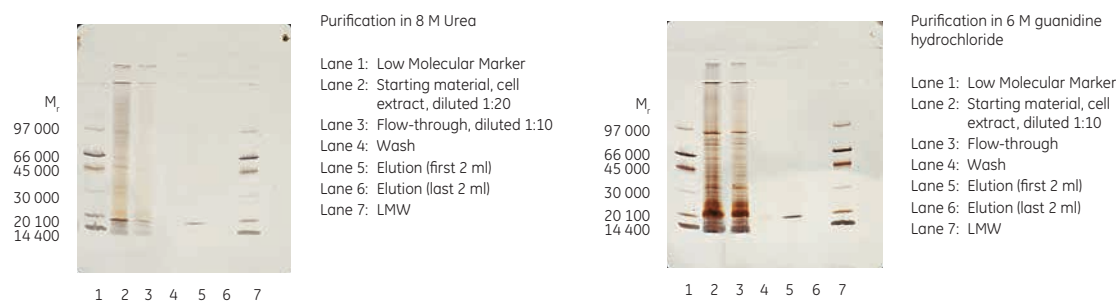 Purification in 8 M Urea
Lane 1: Low Molecular Marker
Lane 2: Starting material, cell
extract, diluted 1:20
Lane 3: Flow-through, diluted 1:10
Lane 4: Wash
Lane 5: Elution (first 2 ml)
Lane 6: Elution (last 2 ml)
Lane 7: LMW
Mr
97 000
66 000
45 000
30 000
20 100
14 400
1 2 3 4 5 6 7
Purification in 6 M guanidine
hydrochloride
Lane 1: Low Molecular Marker
Lane 2: Starting material, cell
extract, diluted 1:10
Lane 3: Flow-through
Lane 4: Wash
Lane 5: Elution (first 2 ml)
Lane 6: Elution (last 2 ml)
Lane 7: LMW
Mr
97 000
66 000
45 000
30 000
20 100
14 400
1 2 3 4 5 6 7